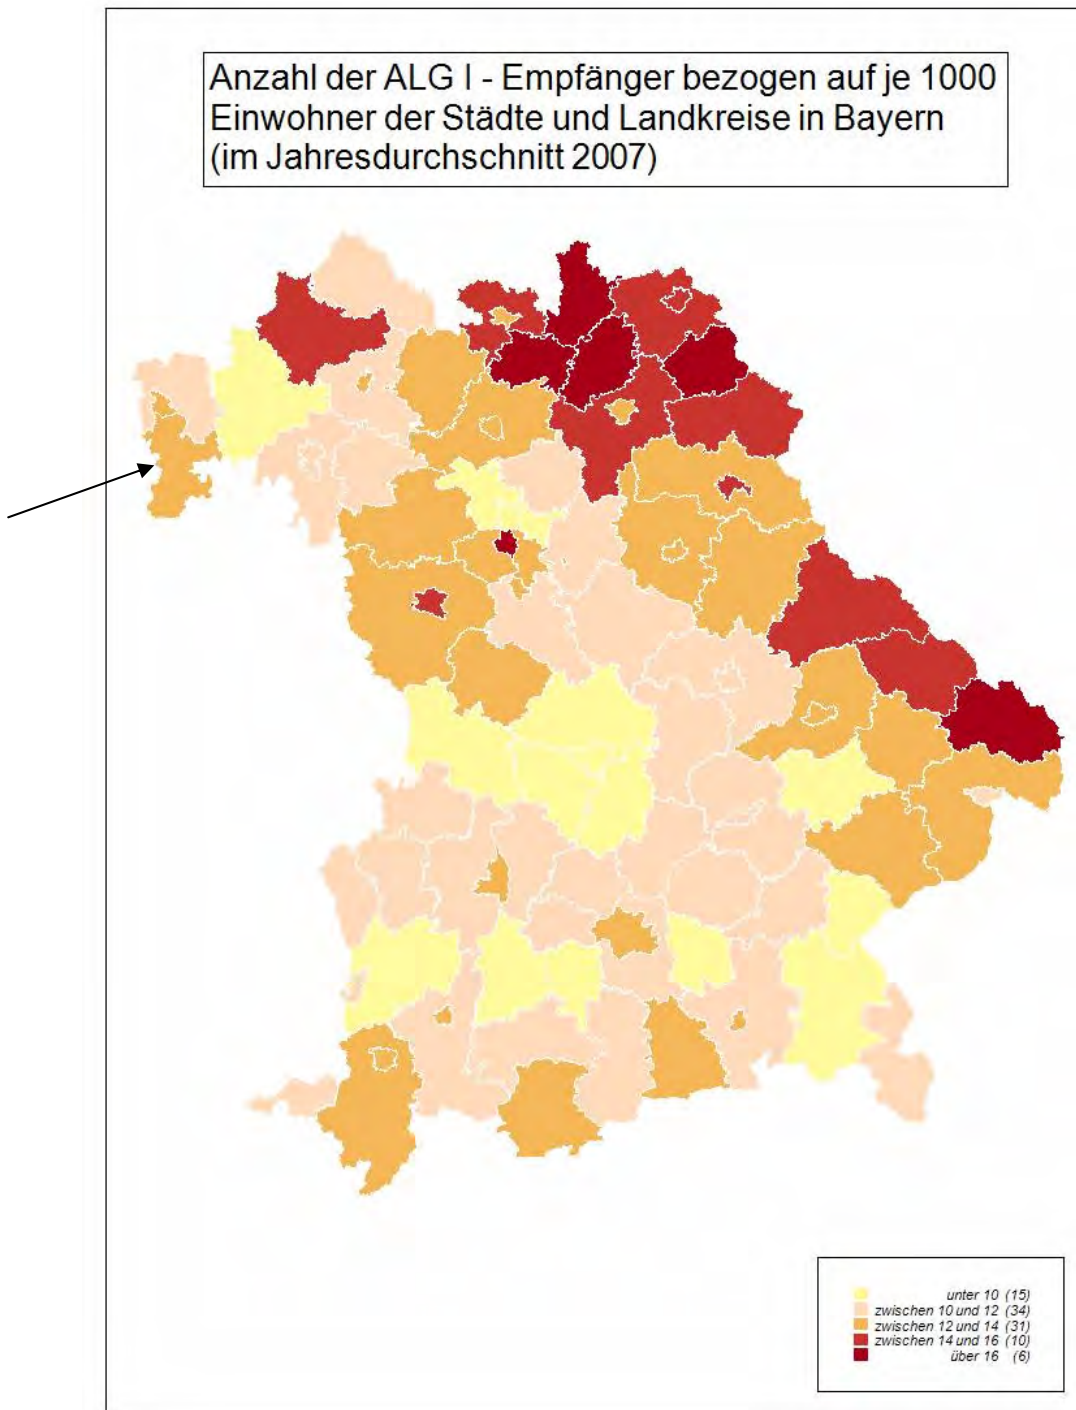 Anzahl der ALG I - Empfänger bezogen auf je 1000
Einwohner der Städte und Landkreise in Bayern
(im Jahresdurchschnitt 2007)
unter 10 (15)
zwischen 10 und 12 (34)
zwischen 12 und 14 (31)
zwischen 14 und 16 (10)
über 16 (6)